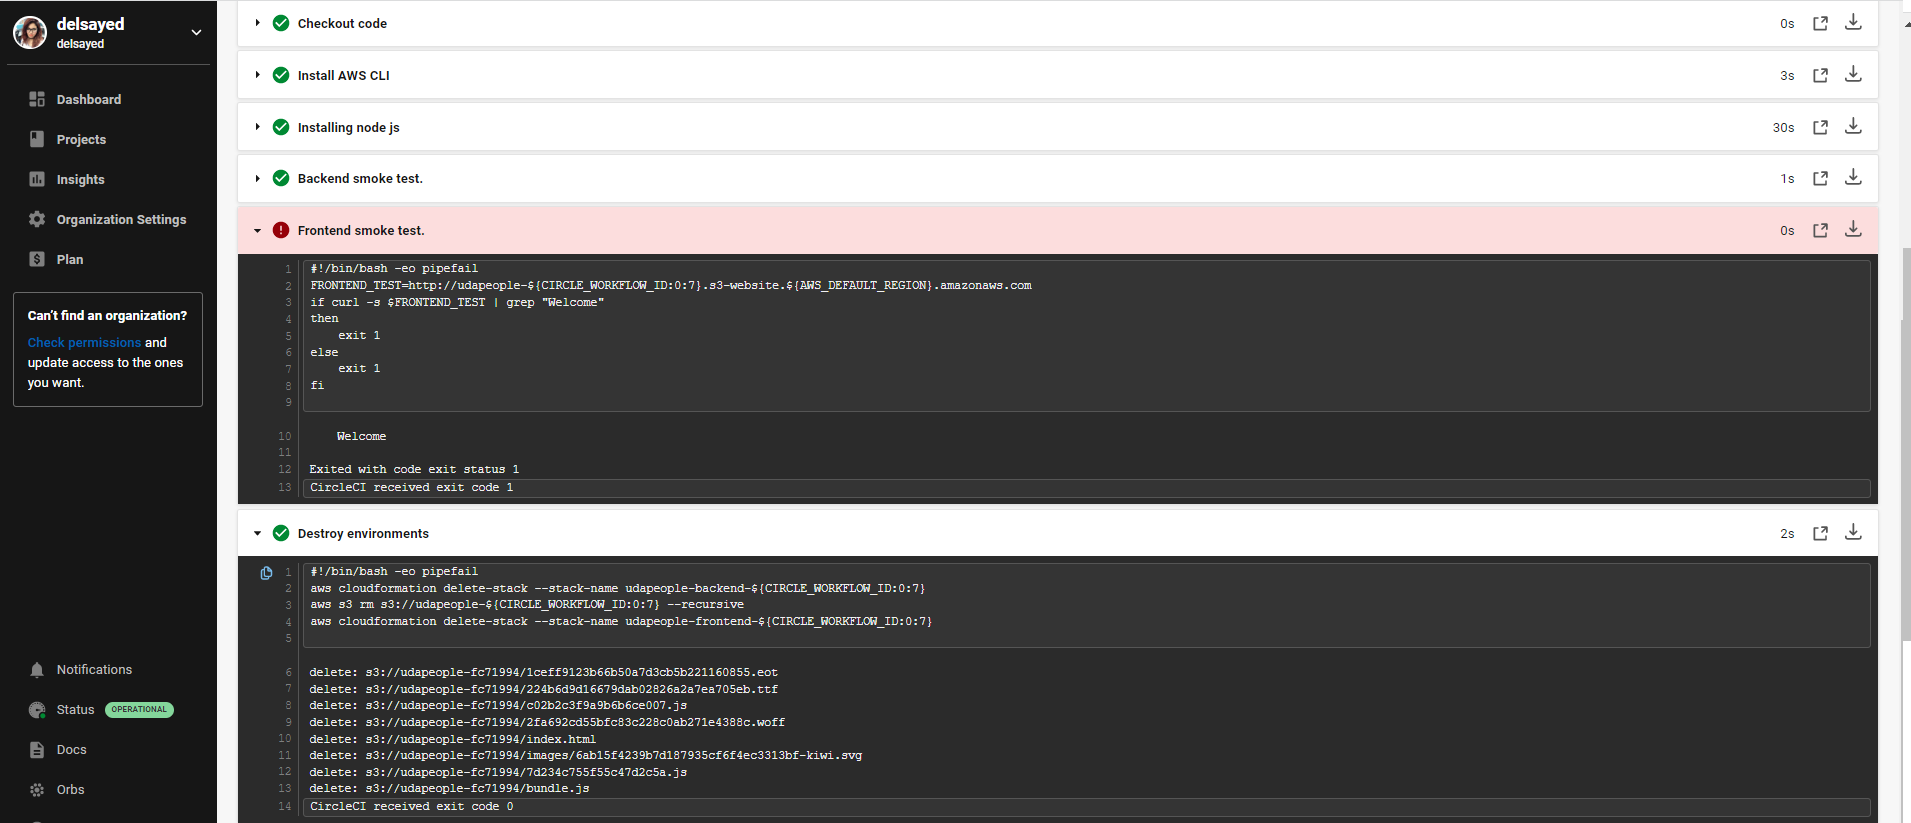 delsayed
delsayed
Dashboard
Projects
Insights
Organization Settings
$ Plan
Can't find an organization?
Check permissions and
update access to the ones
you want.
Notifications
Status OPERATIONAL
Docs
Orbs
Checkout code 0s
Install AWS CLI 3s
Installing node js 30s
Backend smoke test. 1s
! Frontend smoke test. 0s
1 #!/bin/bash -eo pipefail
2 FRONTEND_TEST=http://udapeople-${CIRCLE_WORKFLOW_ID:0:7}.s3-website.${AWS_DEFAULT_REGION}.amazonaws.com
3 if curl -s $FRONTEND_TEST | grep "Welcome"
4 then
5 exit 1
6 else
7 exit 1
8 fi
9
10 Welcome
11
12 Exited with code exit status 1
13 CircleCI received exit code 1
Destroy environments 2s
1 #!/bin/bash -eo pipefail
2 aws cloudformation delete-stack --stack-name udapeople-backend-${CIRCLE_WORKFLOW_ID:0:7}
3 aws s3 rm s3://udapeople-${CIRCLE_WORKFLOW_ID:0:7} --recursive
4 aws cloudformation delete-stack --stack-name udapeople-frontend-${CIRCLE_WORKFLOW_ID:0:7}
5
6 delete: s3://udapeople-fc71994/1ceff9123b66b50a7d3cb5b221160855.eot
7 delete: s3://udapeople-fc71994/224b6d9d16679dab02826a2a7ea705eb.ttf
8 delete: s3://udapeople-fc71994/c02b2c3f9a9b6b6ce007.js
9 delete: s3://udapeople-fc71994/2fa692cd55bfc83c228c0ab271e4388c.woff
10 delete: s3://udapeople-fc71994/index.html
11 delete: s3://udapeople-fc71994/images/6ab15f4239b7d187935cf6f4ec3313bf-kiwi.svg
12 delete: s3://udapeople-fc71994/7d234c755f55c47d2c5a.js
13 delete: s3://udapeople-fc71994/bundle.js
14 CircleCI received exit code 0